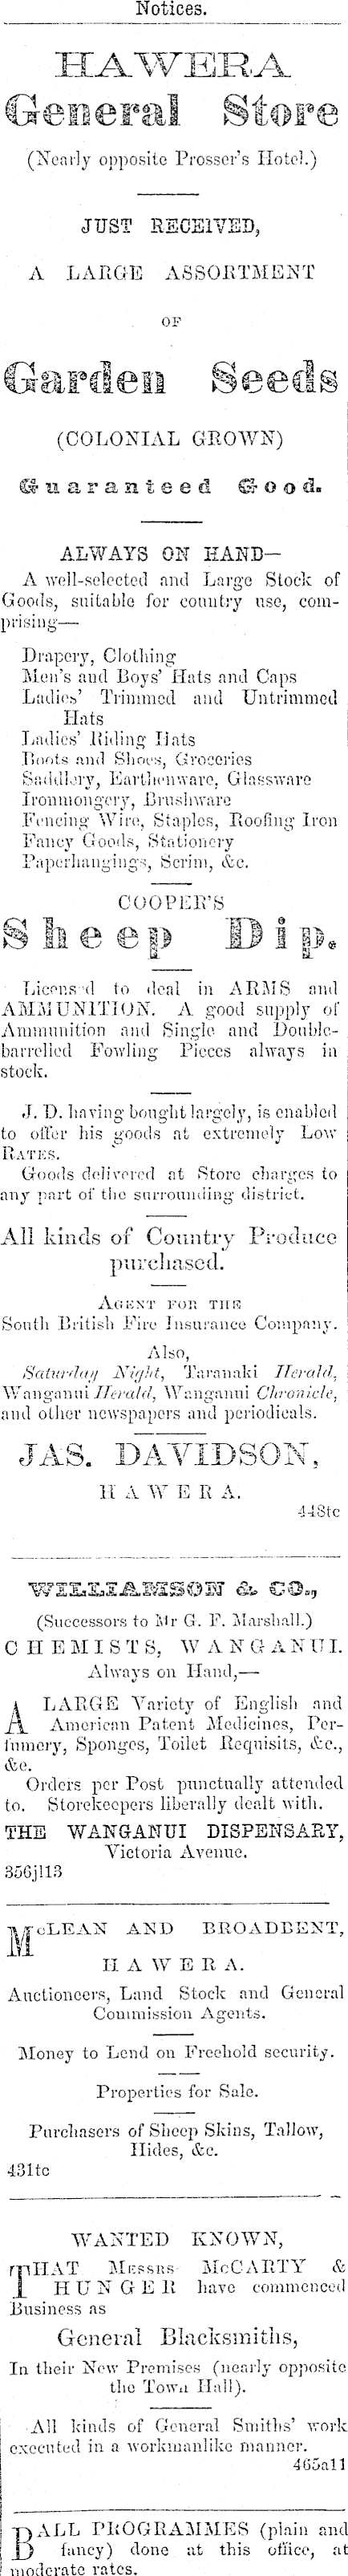 Notices.
HAWERA
General Store
(Nearly opposite Prosser's Hotel.)
JUST RECEIVED,
A LARGE ASSORTMENT
OF
Garden Seeds
(COLONIAL GROWN)
Guaranteed Good.
ALWAYS ON HAND—
A well-selected and Large Stock of
Goods, suitable for country use, com-
prising—
Drapery, Clothing
Men's and Boys' Hats and Caps
Ladies' Trimmed and Untrimmed
Hats
Ladies' Riding Hats
Boots and Shoes, Groceries
Saddlery, Earthenware, Glassware
Ironmongery, Brushware
Fencing Wire, Staples, Roofing Iron
Fancy Goods, Stationery
Paperhangings, Scrim, &c.
COOPER'S
Sheep Dip.
Licensed to deal in ARMS and
AMMUNITION. A good supply of
Ammunition and Single and Double-
barrelled Fowling Pieces always in
stock.
J. D. having bought largely, is enabled
to offer his goods at extremely Low
RATES.
Goods delivered at Store charges to
any part of the surrounding district.
All kinds of Country Produce
purchased.
AGENT FOR THE
South British Fire Insurance Company.
Also,
Saturday Night, Taranaki Herald,
Wanganui Herald, Wanganui Chronicle,
and other newspapers and periodicals.
JAS. DAVIDSON,
HAWERA.
448tc
WILLIAMSON & CO.,
(Successors to Mr G. F. Marshall.)
CHEMISTS, WANGANUI.
Always on Hand,—
A LARGE Variety of English and
American Patent Medicines, Per-
fumery, Sponges, Toilet Requisits, &c.,
&c.
Orders per Post punctually attended
to. Storekeepers liberally dealt with.
THE WANGANUI DISPENSARY,
Victoria Avenue.
356jl13
McLEAN AND BROADBENT,
HAWERA.
Auctioneers, Land Stock and General
Commission Agents.
Money to Lend on Freehold security.
Properties for Sale.
Purchasers of Sheep Skins, Tallow,
Hides, &c.
431tc
WANTED KNOWN,
THAT MESSRS McCARTY &
HUNGER have commenced
Business as
General Blacksmiths,
In their New Premises (nearly opposite
the Town Hall).
All kinds of General Smiths' work
executed in a workmanlike manner.
465a11
BALL PROGRAMMES (plain and
fancy) done at this office, at
moderate rates.